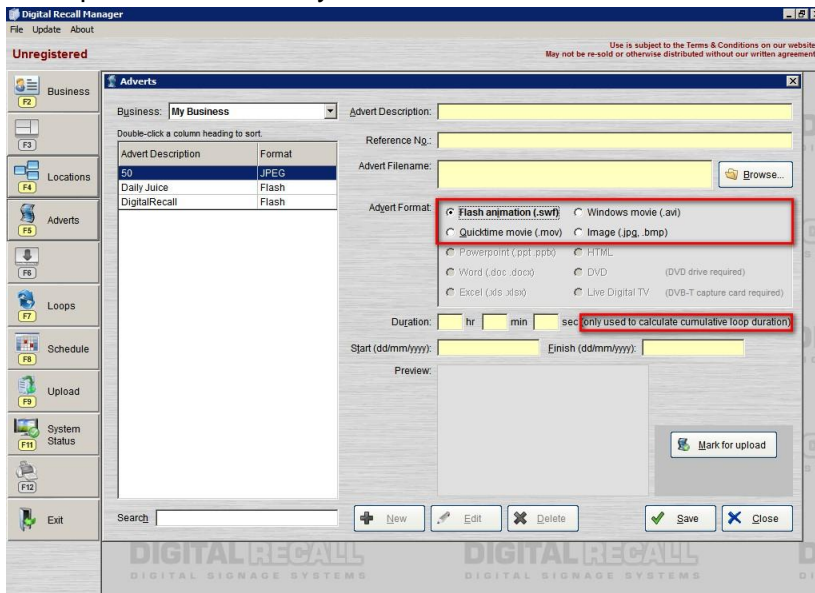 Digital Recall Manager
File Update About
Unregistered
Use is subject to the Terms & Conditions on our website
May not be re-sold or otherwise distributed without our written agreement
F2 Business
F3
F4 Locations
F5 Adverts
F6
F7 Loops
F8 Schedule
F9 Upload
F11 System Status
F12
Exit
Adverts
Business: My Business
Double-click a column heading to sort.
Advert Description Format
50 JPEG
Daily Juice Flash
DigitalRecall Flash
Search
Advert Description:
Reference No.:
Advert Filename:
Browse...
Advert Format:
Flash animation (.swf) Windows movie (.avi)
Quicktime movie (.mov) Image (.jpg, .bmp)
Powerpoint (.ppt .pptx) HTML
Word (.doc .docx) DVD (DVD drive required)
Excel (.xls .xlsx) Live Digital TV (DVB-T capture card required)
Duration: hr min sec (only used to calculate cumulative loop duration)
Start (dd/mm/yyyy): Finish (dd/mm/yyyy):
Preview:
Mark for upload
New Edit Delete Save Close
DIGITAL RECALL DIGITAL RECALL
DIGITAL SIGNAGE SYSTEMS DIGITAL SIGNAGE SYSTEMS